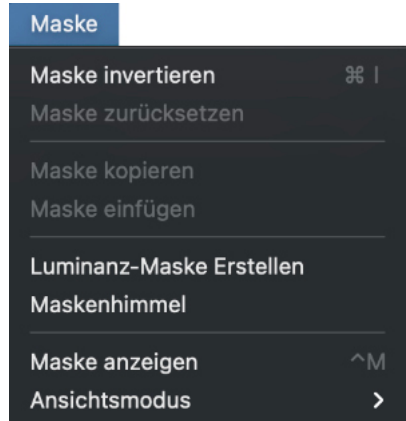 Maske
Maske invertieren ⌘ I
Maske zurücksetzen
Maske kopieren
Maske einfügen
Luminanz-Maske Erstellen
Maskenhimmel
Maske anzeigen ^M
Ansichtsmodus >